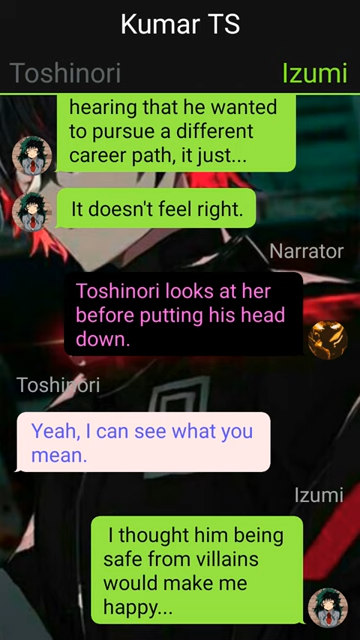 Kumar TS
Toshinori
Izumi
hearing that he wanted
to pursue a different
career path, it just...
It doesn't feel right.
Narrator
Toshinori looks at her
before putting his head
down.
Toshinori
Yeah, I can see what you
mean.
Izumi
I thought him being
safe from villains
would make me
happy...